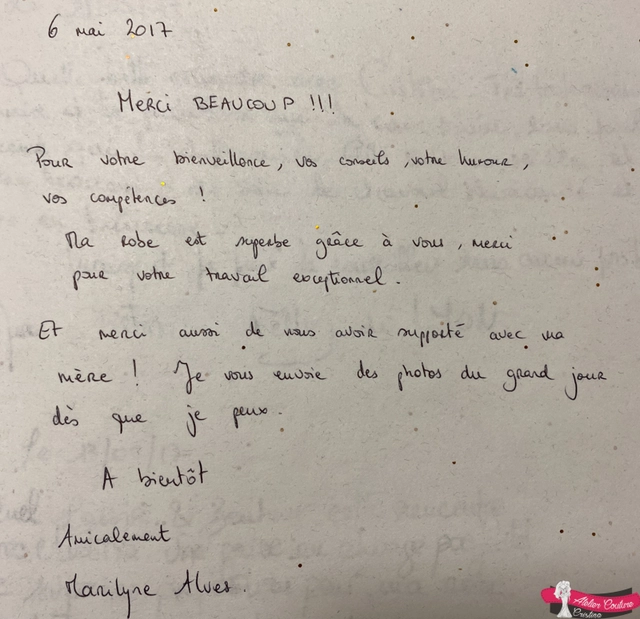 6 mai 2017
Merci BEAUCOUP !!!
Pour votre bienveillance, vos conseils, votre humour,
vos compétences !
Ma robe est superbe grâce à vous, merci
pour votre travail exceptionnel.
Et merci aussi de nous avoir supporté avec ma
mère ! Je vous envoie des photos du grand jour
dès que je peux.
A bientôt
Amicalement
Marilyne Alves.
Atelier Couture
Cristina